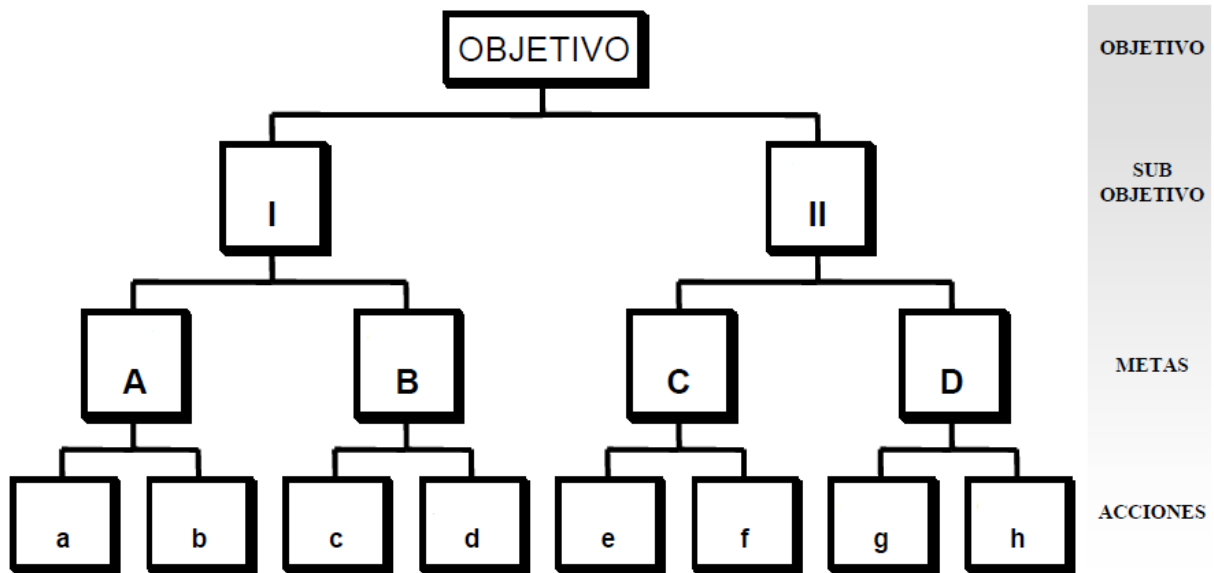 OBJETIVO
OBJETIVO
I
II
SUB
OBJETIVO
A
B
C
D
METAS
a
b
c
d
e
f
g
h
ACCIONES